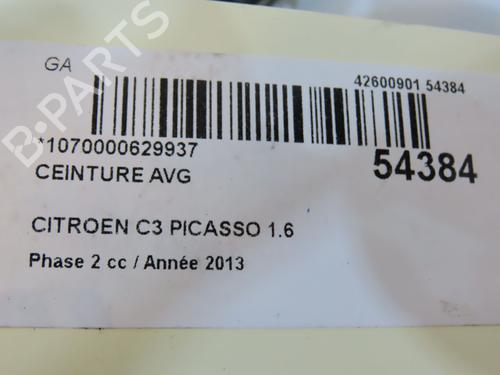 GA
42600901 54384
*1070000629937
54384
CEINTURE AVG
CITROEN C3 PICASSO 1.6
Phase 2 cc / Année 2013
B-PARTS